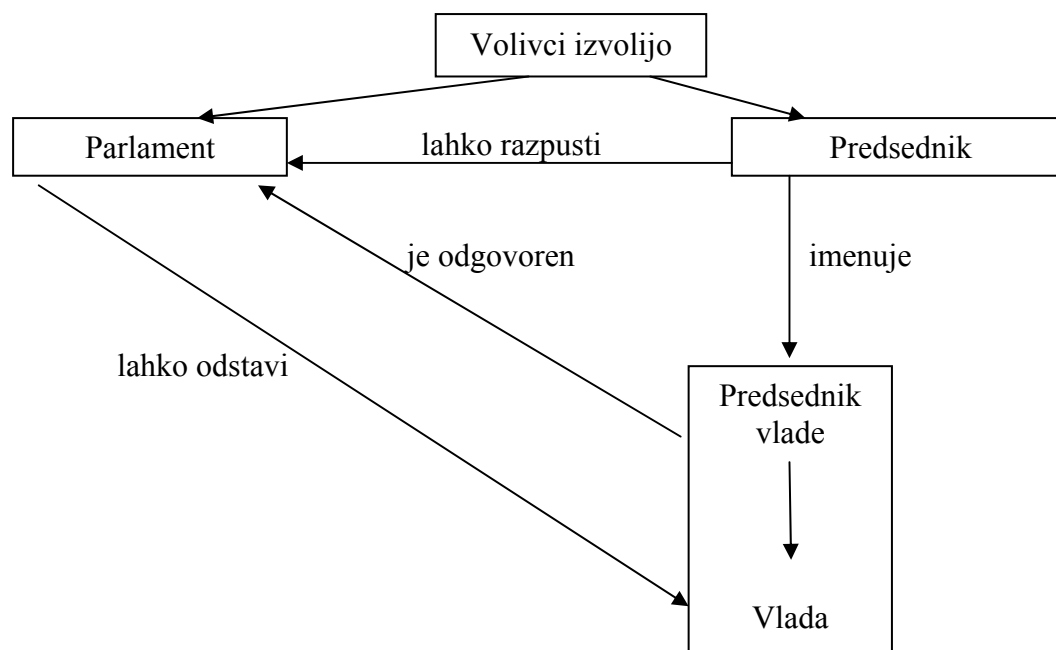 Volivci izvolijo
Parlament
lahko razpusti
Predsednik
je odgovoren
imenuje
lahko odstavi
Predsednik
vlade
Vlada